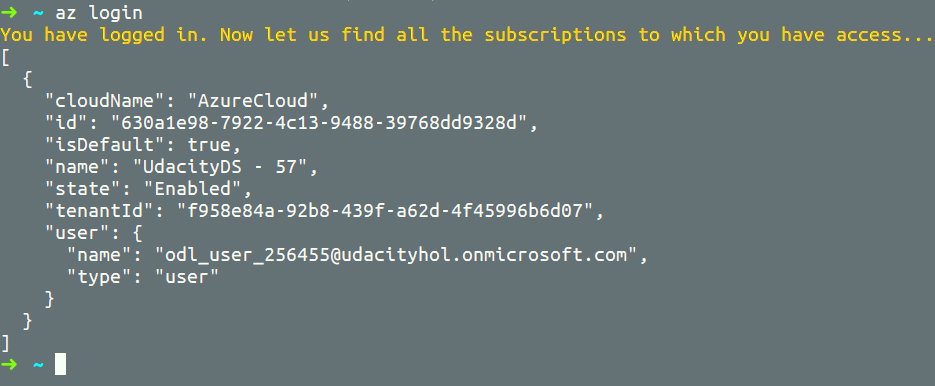 ➜ ~ az login
You have logged in. Now let us find all the subscriptions to which you have access...
[
  {
    "cloudName": "AzureCloud",
    "id": "630a1e98-7922-4c13-9488-39768dd9328d",
    "isDefault": true,
    "name": "UdacityDS - 57",
    "state": "Enabled",
    "tenantId": "f958e84a-92b8-439f-a62d-4f45996b6d07",
    "user": {
      "name": "odl_user_256455@udacityhol.onmicrosoft.com",
      "type": "user"
    }
  }
]
➜ ~